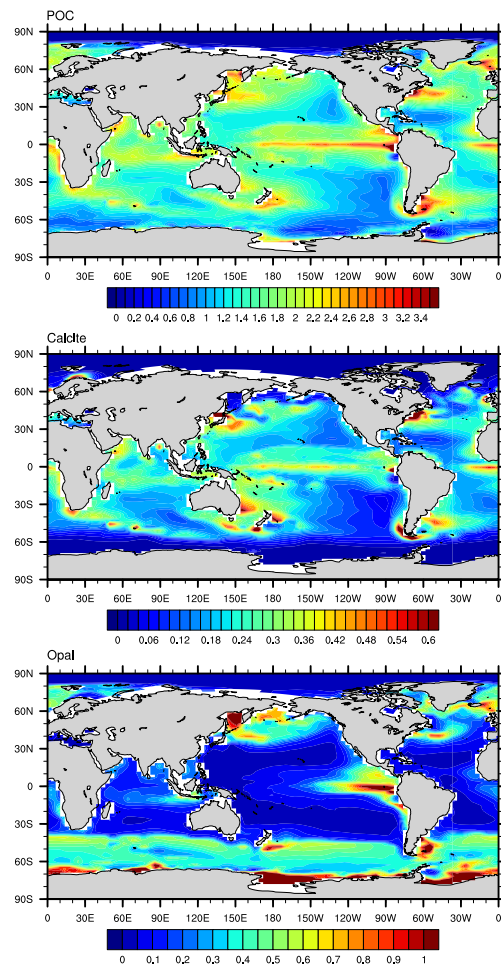 POC
90N
60N
30N
0
30S
60S
90S
0 30E 60E 90E 120E 150E 180 150W 120W 90W 60W 30W 0
0 0.2 0.4 0.6 0.8 1 1.2 1.4 1.6 1.8 2 2.2 2.4 2.6 2.8 3 3.2 3.4
Calcite
90N
60N
30N
0
30S
60S
90S
0 30E 60E 90E 120E 150E 180 150W 120W 90W 60W 30W 0
0 0.06 0.12 0.18 0.24 0.3 0.36 0.42 0.48 0.54 0.6
Opal
90N
60N
30N
0
30S
60S
90S
0 30E 60E 90E 120E 150E 180 150W 120W 90W 60W 30W 0
0 0.1 0.2 0.3 0.4 0.5 0.6 0.7 0.8 0.9 1